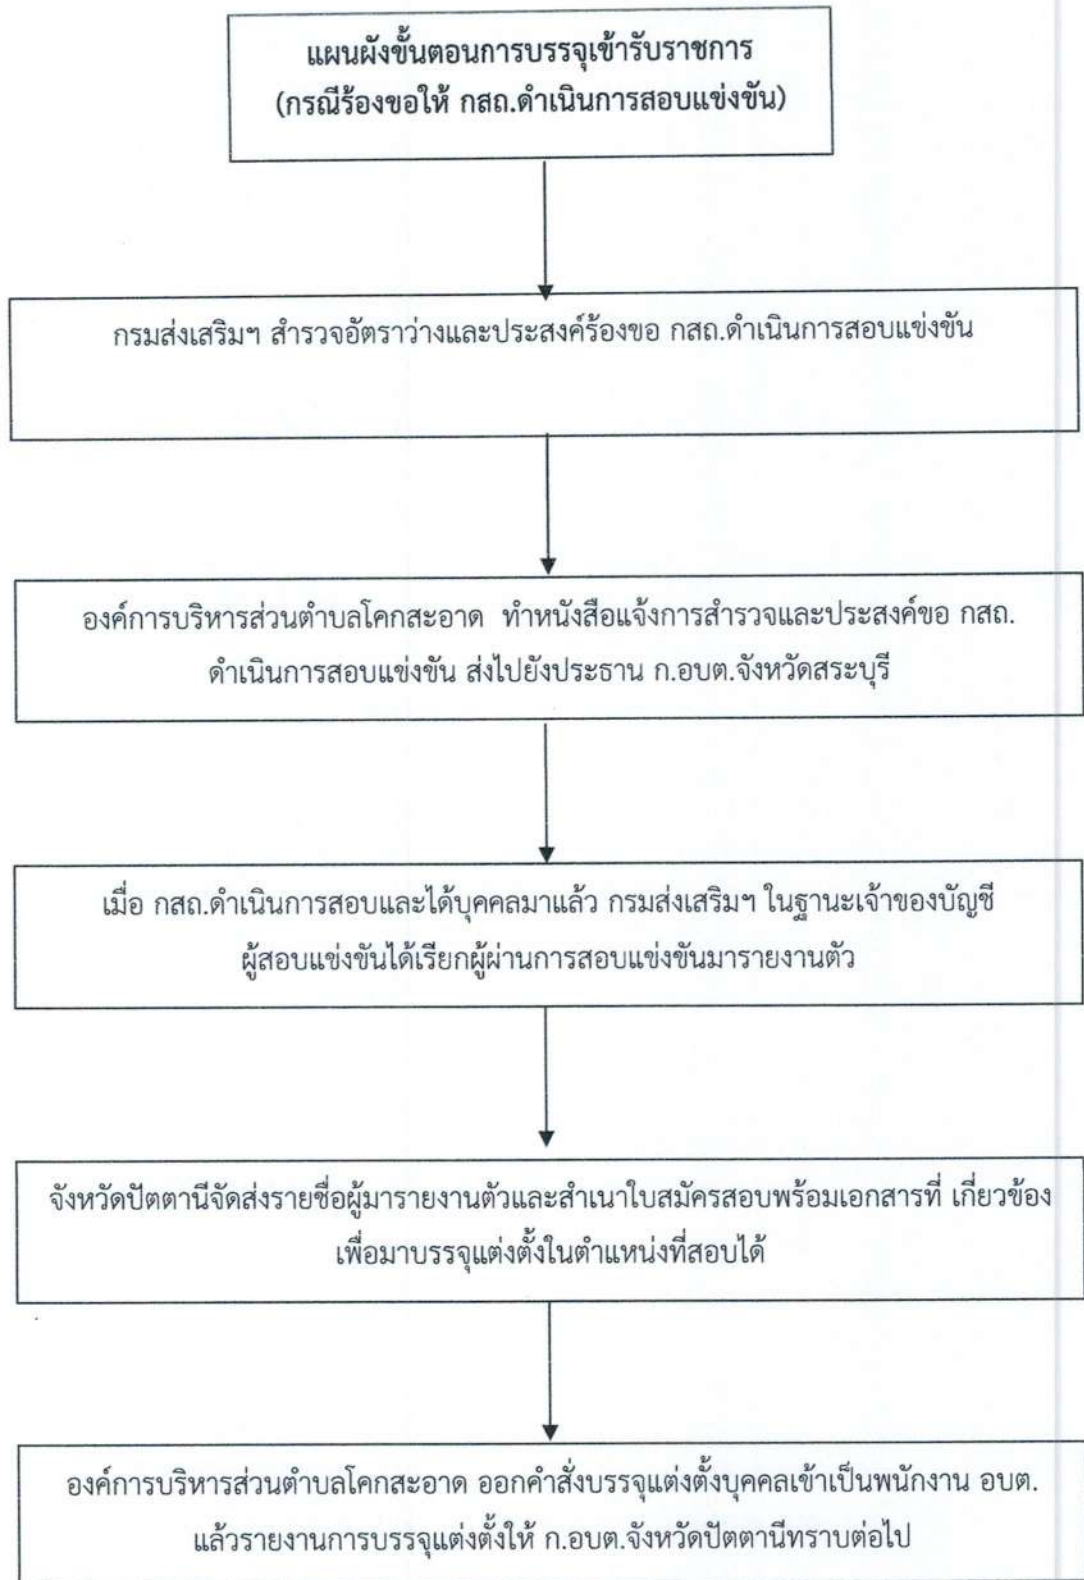 แผนผังขั้นตอนการบรรจุเข้ารับราชการ
(กรณีร้องขอให้ กสถ.ดำเนินการสอบแข่งขัน)
กรมส่งเสริมฯ สำรวจอัตราว่างและประสงค์ร้องขอ กสถ.ดำเนินการสอบแข่งขัน
องค์การบริหารส่วนตำบลโคกสะอาด ทำหนังสือแจ้งการสำรวจและประสงค์ขอ กสถ.
ดำเนินการสอบแข่งขัน ส่งไปยังประธาน ก.อบต.จังหวัดสระบุรี
เมื่อ กสถ.ดำเนินการสอบและได้บุคคลมาแล้ว กรมส่งเสริมฯ ในฐานะเจ้าของบัญชี
ผู้สอบแข่งขันได้เรียกผู้ผ่านการสอบแข่งขันมารายงานตัว
จังหวัดปัตตานีจัดส่งรายชื่อผู้มารายงานตัวและสำเนาใบสมัครสอบพร้อมเอกสารที่ เกี่ยวข้อง
เพื่อมาบรรจุแต่งตั้งในตำแหน่งที่สอบได้
องค์การบริหารส่วนตำบลโคกสะอาด ออกคำสั่งบรรจุแต่งตั้งบุคคลเข้าเป็นพนักงาน อบต.
แล้วรายงานการบรรจุแต่งตั้งให้ ก.อบต.จังหวัดปัตตานีทราบต่อไป